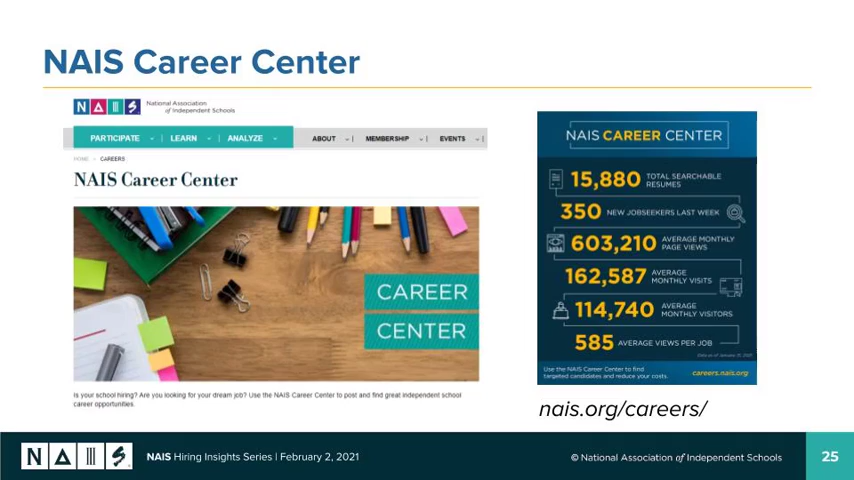 NAIS Career Center
NAIS National Association
of Independent Schools
PARTICIPATE | LEARN | ANALYZE
ABOUT | MEMBERSHIP | EVENTS |
HOME > CAREERS
NAIS Career Center
CAREER
CENTER
Is your school hiring? Are you looking for your dream job? Use the NAIS Career Center to post and find great independent school
career opportunities.
NAIS CAREER CENTER
15,880 TOTAL SEARCHABLE
RESUMES
350 NEW JOBSEEKERS LAST WEEK
603,210 AVERAGE MONTHLY
PAGE VIEWS
162,587 AVERAGE
MONTHLY VISITS
114,740 AVERAGE
MONTHLY VISITORS
585 AVERAGE VIEWS PER JOB
Use the NAIS Career Center to find
targeted candidates and reduce your costs.
careers.nais.org
nais.org/careers/
NAIS
NAIS Hiring Insights Series | February 2, 2021
© National Association of Independent Schools
25